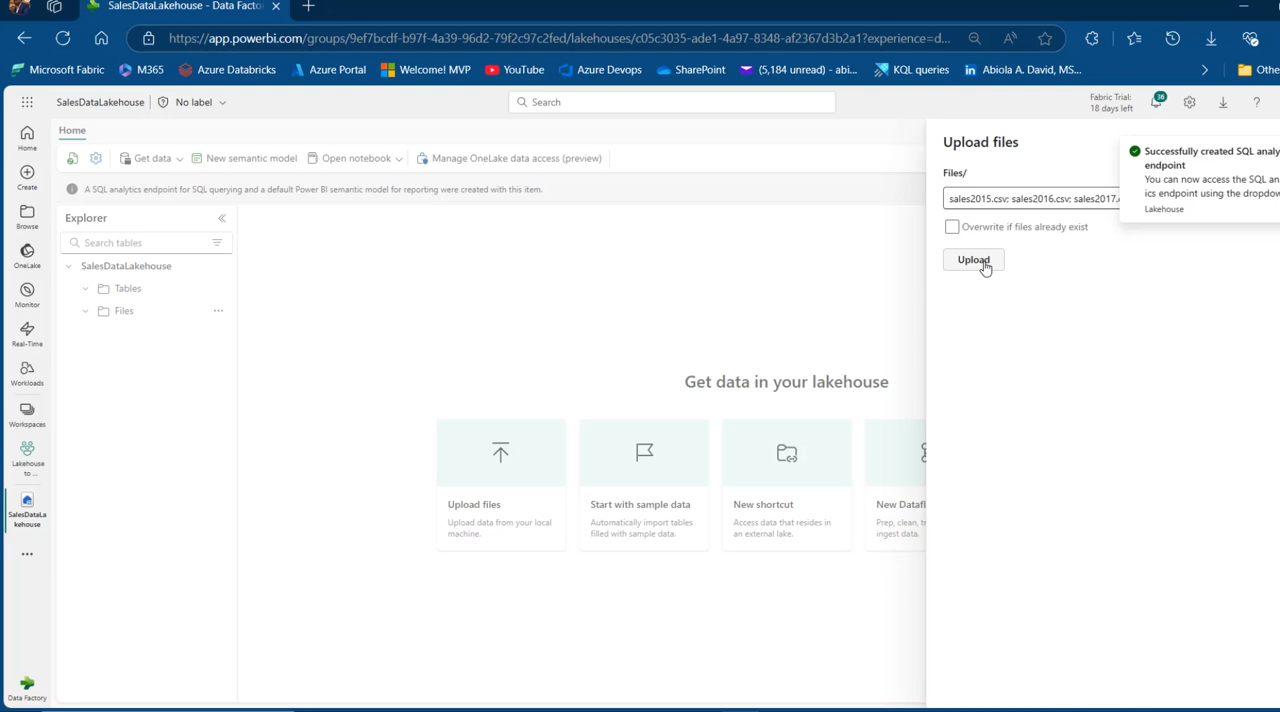 SalesDataLakehouse - Data Facto
https://app.powerbi.com/groups/9ef7bcdf-b97f-4a39-96d2-79f2c97c2fed/lakehouses/c05c3035-ade1-4a97-8348-af2367d3b2a1?experience=d...
Microsoft Fabric
M365
Azure Databricks
Azure Portal
Welcome! MVP
YouTube
Azure Devops
SharePoint
(5,184 unread) - abi...
KQL queries
Abiola A. David, MS...
Othe
SalesDataLakehouse
No label
Search
Fabric Trial:
18 days left
36
?
Home
Create
Browse
OneLake
Monitor
Real-Time
Workloads
Workspaces
Lakehouse
to ...
SalesDataLa
kehouse
Data Factory
Home
Get data
New semantic model
Open notebook
Manage OneLake data access (preview)
A SQL analytics endpoint for SQL querying and a default Power BI semantic model for reporting were created with this item.
Explorer
Search tables
SalesDataLakehouse
Tables
Files
Get data in your lakehouse
Upload files
Upload data from your local
machine.
Start with sample data
Automatically import tables
filled with sample data.
New shortcut
Access data that resides in
an external lake.
New Datafl
Prep, clean, tr
ingest data.
Upload files
Files/
sales2015.csv; sales2016.csv; sales2017.
Overwrite if files already exist
Upload
Successfully created SQL analy
endpoint
You can now access the SQL an
ics endpoint using the dropdow
Lakehouse